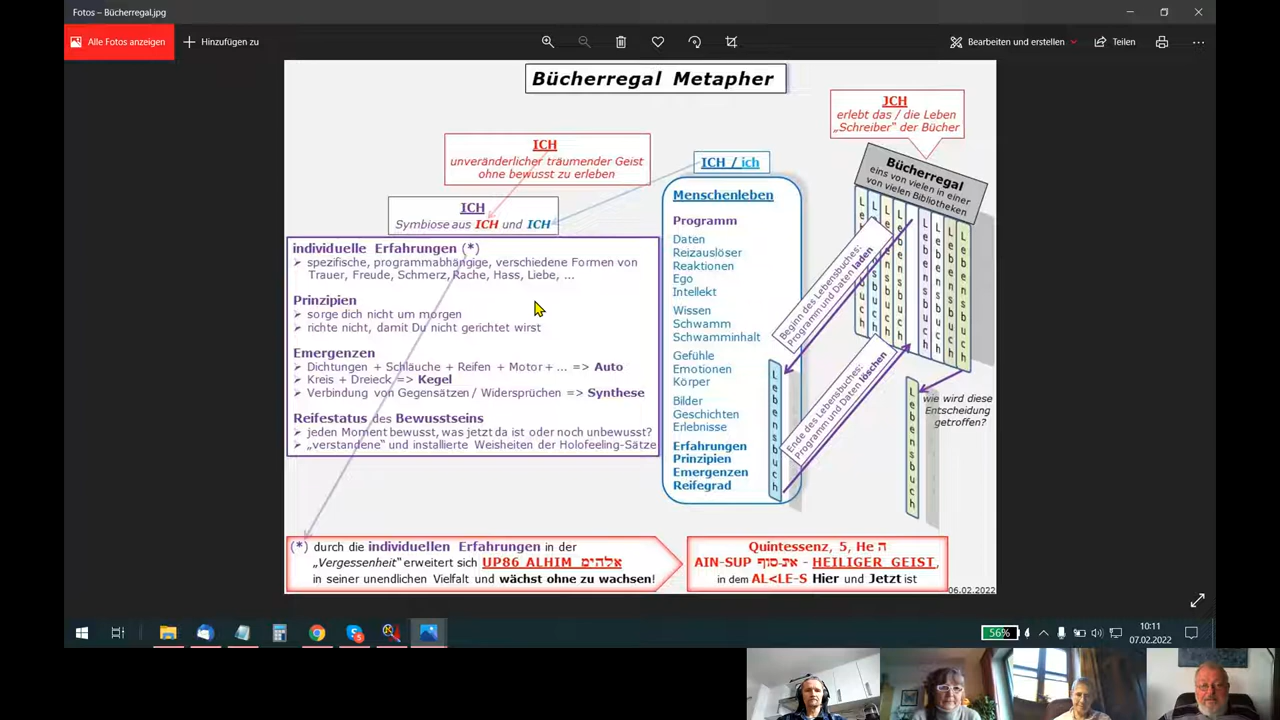 Fotos – Bücherregal.jpg
Alle Fotos anzeigen
Hinzufügen zu
Bearbeiten und erstellen
Teilen
Bücherregal Metapher
JCH
erlebt das / die Leben
„Schreiber“ der Bücher
ICH
unveränderlicher träumender Geist
ohne bewusst zu erleben
ICH / ich
Bücherregal
eins von vielen in einer
von vielen Bibliotheken
ICH
Symbiose aus ICH und ICH
individuelle Erfahrungen (*)
➢ spezifische, programmabhängige, verschiedene Formen von
Trauer, Freude, Schmerz, Rache, Hass, Liebe, ...
Prinzipien
➢ sorge dich nicht um morgen
➢ richte nicht, damit Du nicht gerichtet wirst
Emergenzen
➢ Dichtungen + Schläuche + Reifen + Motor+ ... => Auto
➢ Kreis + Dreieck => Kegel
➢ Verbindung von Gegensätzen / Widersprüchen => Synthese
Reifestatus des Bewusstseins
➢ jeden Moment bewusst, was jetzt da ist oder noch unbewusst?
➢ „verstandene“ und installierte Weisheiten der Holofeeling-Sätze
Menschenleben
Programm
Daten
Reizauslöser
Reaktionen
Ego
Intellekt
Wissen
Schwamm
Schwamminhalt
Gefühle
Emotionen
Körper
Bilder
Geschichten
Erlebnisse
Erfahrungen
Prinzipien
Emergenzen
Reifegrad
Lebensbuch
Beginn des Lebensbuches:
Programm und Daten laden
Ende des Lebensbuches:
Programm und Daten löschen
Lebensbuch
Lebensbuch
Lebensbuch
Lebensbuch
Lebensbuch
Lebensbuch
wie wird diese
Entscheidung
getroffen?
Lebensbuch
(*) durch die individuellen Erfahrungen in der
„Vergessenheit“ erweitert sich UP86 ALHIM אלהים
in seiner unendlichen Vielfalt und wächst ohne zu wachsen!
Quintessenz, 5, He ה
AIN-SUP אינ-סוף - HEILIGER GEIST,
in dem AL<LE-S Hier und Jetzt ist
06.02.2022
56%
10:11
07.02.2022